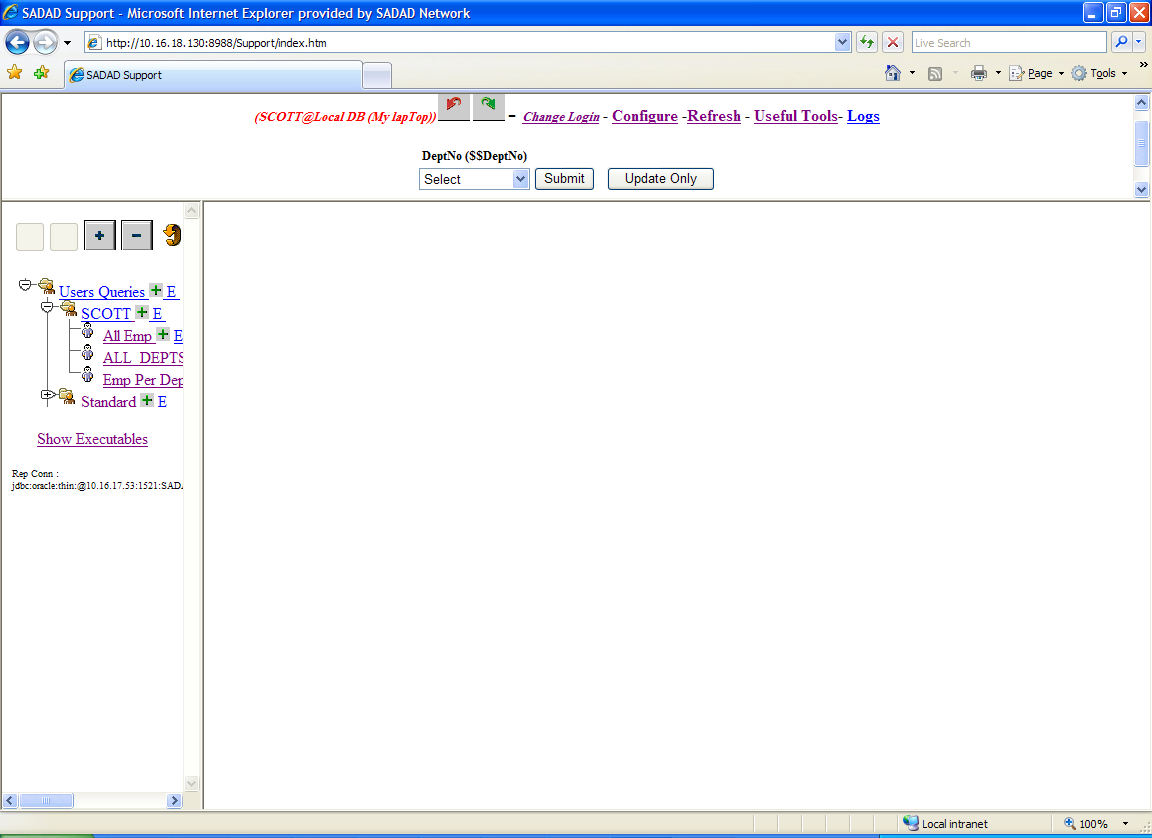 SADAD Support - Microsoft Internet Explorer provided by SADAD Network
http://10.16.18.130:8988/Support/index.htm
Live Search
SADAD Support
Page
Tools
(SCOTT@Local DB (My lapTop)) - Change Login - Configure -Refresh - Useful Tools- Logs
DeptNo ($$DeptNo)
Select Submit Update Only
Users Queries + E
SCOTT + E
All Emp + E
ALL_DEPTS
Emp Per Dep
Standard + E
Show Executables
Rep Conn :
jdbc:oracle:thin:@10.16.17.53:1521:SADA
Local intranet
100%